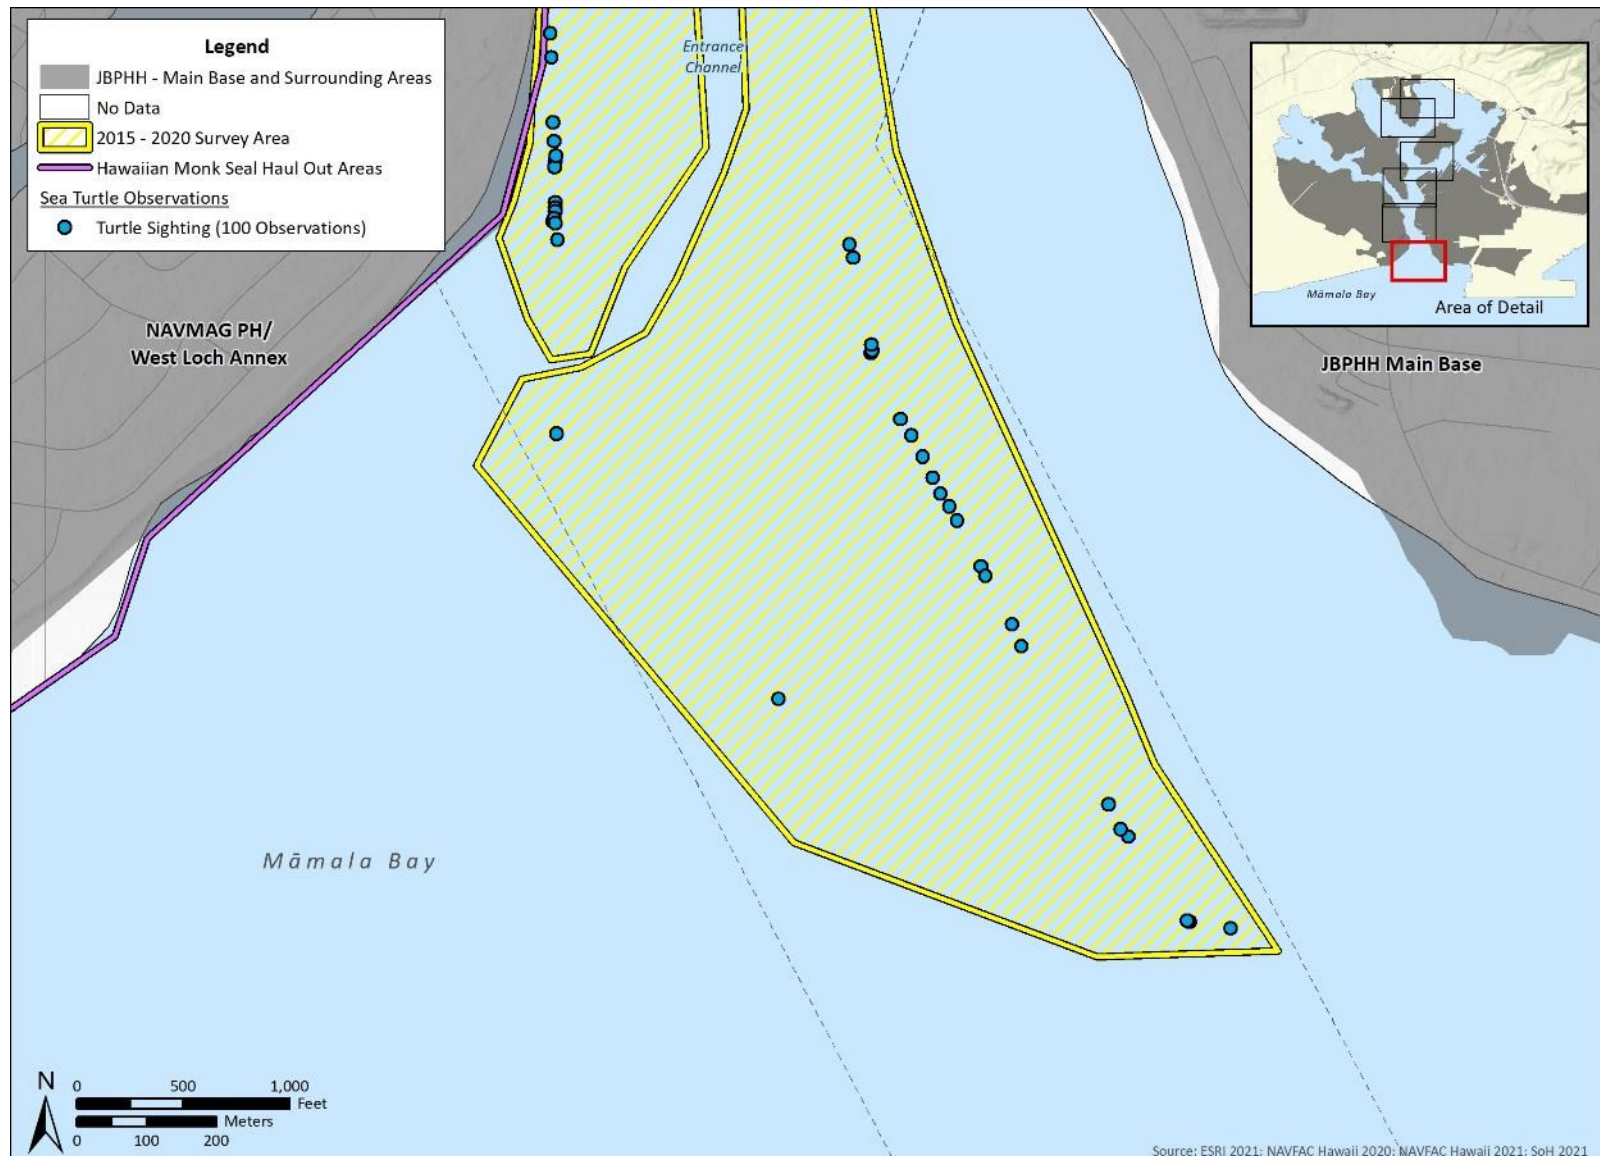 Legend
JBPHH - Main Base and Surrounding Areas
No Data
2015 - 2020 Survey Area
Hawaiian Monk Seal Haul Out Areas
Sea Turtle Observations
Turtle Sighting (100 Observations)
Entrance
Channel
Māmala Bay
Area of Detail
NAVMAG PH/
West Loch Annex
JBPHH Main Base
Māmala Bay
N
0 500 1,000
Feet
Meters
0 100 200
Source: ESRI 2021; NAVFAC Hawaii 2020; NAVFAC Hawaii 2021; SoH 2021